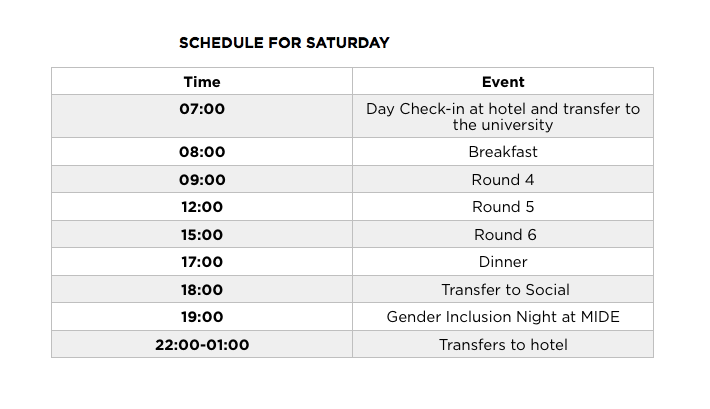 SCHEDULE FOR SATURDAY
Time Event
07:00 Day Check-in at hotel and transfer to
the university
08:00 Breakfast
09:00 Round 4
12:00 Round 5
15:00 Round 6
17:00 Dinner
18:00 Transfer to Social
19:00 Gender Inclusion Night at MIDE
22:00-01:00 Transfers to hotel